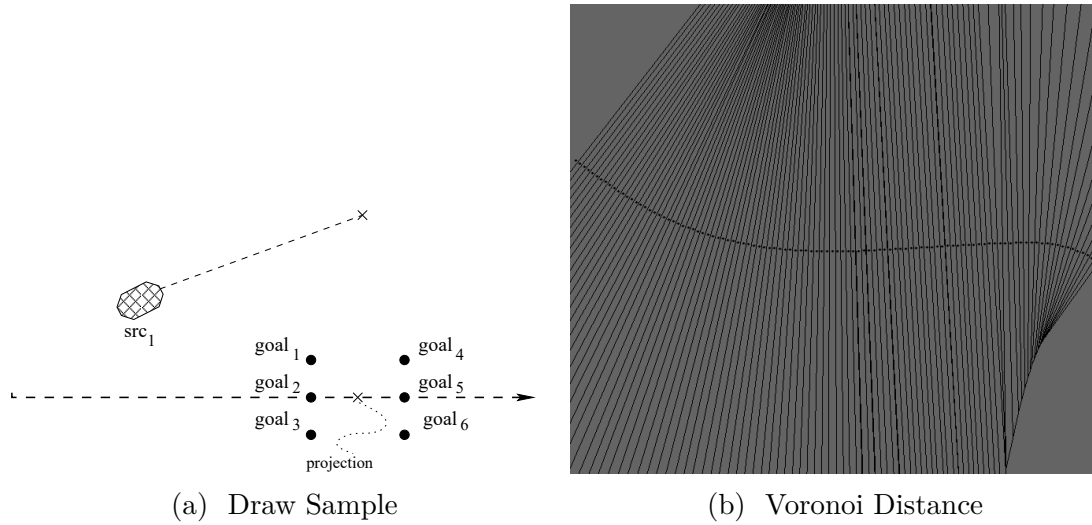 src₁
goal₁
goal₄
goal₂
goal₅
goal₃
goal₆
projection
(a) Draw Sample
(b) Voronoi Distance